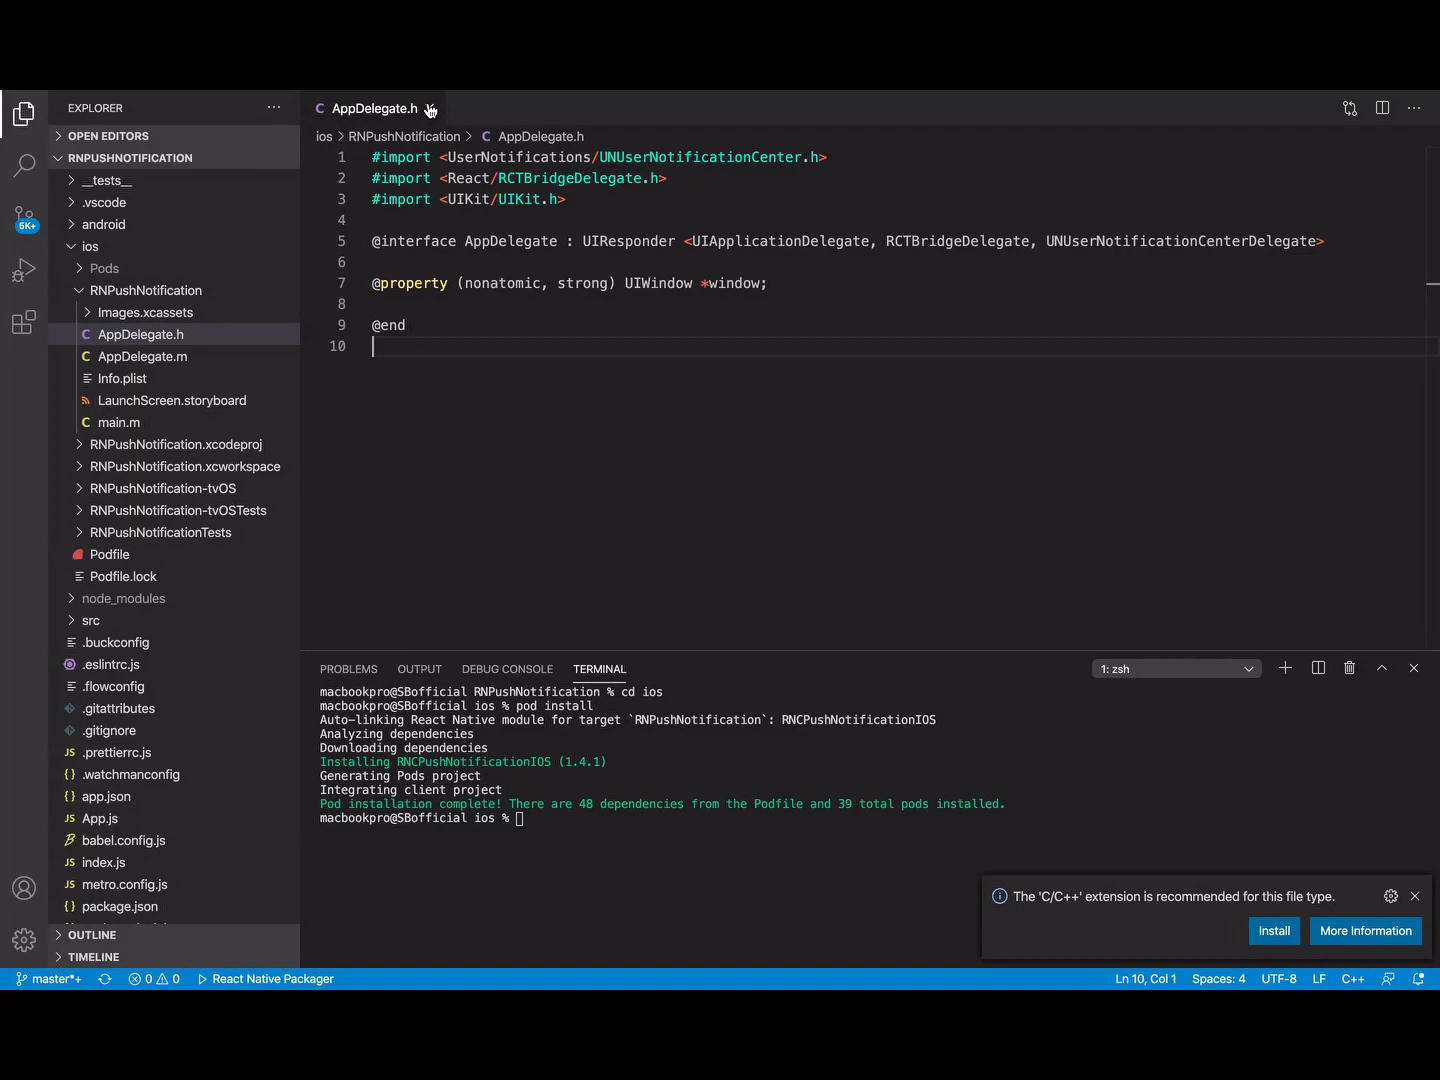 EXPLORER
OPEN EDITORS
RNPUSHNOTIFICATION
__tests__
.vscode
android
ios
Pods
RNPushNotification
Images.xcassets
AppDelegate.h
AppDelegate.m
Info.plist
LaunchScreen.storyboard
main.m
RNPushNotification.xcodeproj
RNPushNotification.xcworkspace
RNPushNotification-tvOS
RNPushNotification-tvOSTests
RNPushNotificationTests
Podfile
Podfile.lock
node_modules
src
.buckconfig
.eslintrc.js
.flowconfig
.gitattributes
.gitignore
.prettierrc.js
.watchmanconfig
app.json
App.js
babel.config.js
index.js
metro.config.js
package.json
OUTLINE
TIMELINE
5K+
AppDelegate.h
ios > RNPushNotification > C AppDelegate.h
1 #import <UserNotifications/UNUserNotificationCenter.h>
2 #import <React/RCTBridgeDelegate.h>
3 #import <UIKit/UIKit.h>
4
5 @interface AppDelegate : UIResponder <UIApplicationDelegate, RCTBridgeDelegate, UNUserNotificationCenterDelegate>
6
7 @property (nonatomic, strong) UIWindow *window;
8
9 @end
10
PROBLEMS OUTPUT DEBUG CONSOLE TERMINAL 1: zsh
macbookpro@SBofficial RNPushNotification % cd ios
macbookpro@SBofficial ios % pod install
Auto-linking React Native module for target `RNPushNotification`: RNCPushNotificationIOS
Analyzing dependencies
Downloading dependencies
Installing RNCPushNotificationIOS (1.4.1)
Generating Pods project
Integrating client project
Pod installation complete! There are 48 dependencies from the Podfile and 39 total pods installed.
macbookpro@SBofficial ios %
The 'C/C++' extension is recommended for this file type.
Install More Information
master*+ 0 0 React Native Packager Ln 10, Col 1 Spaces: 4 UTF-8 LF C++